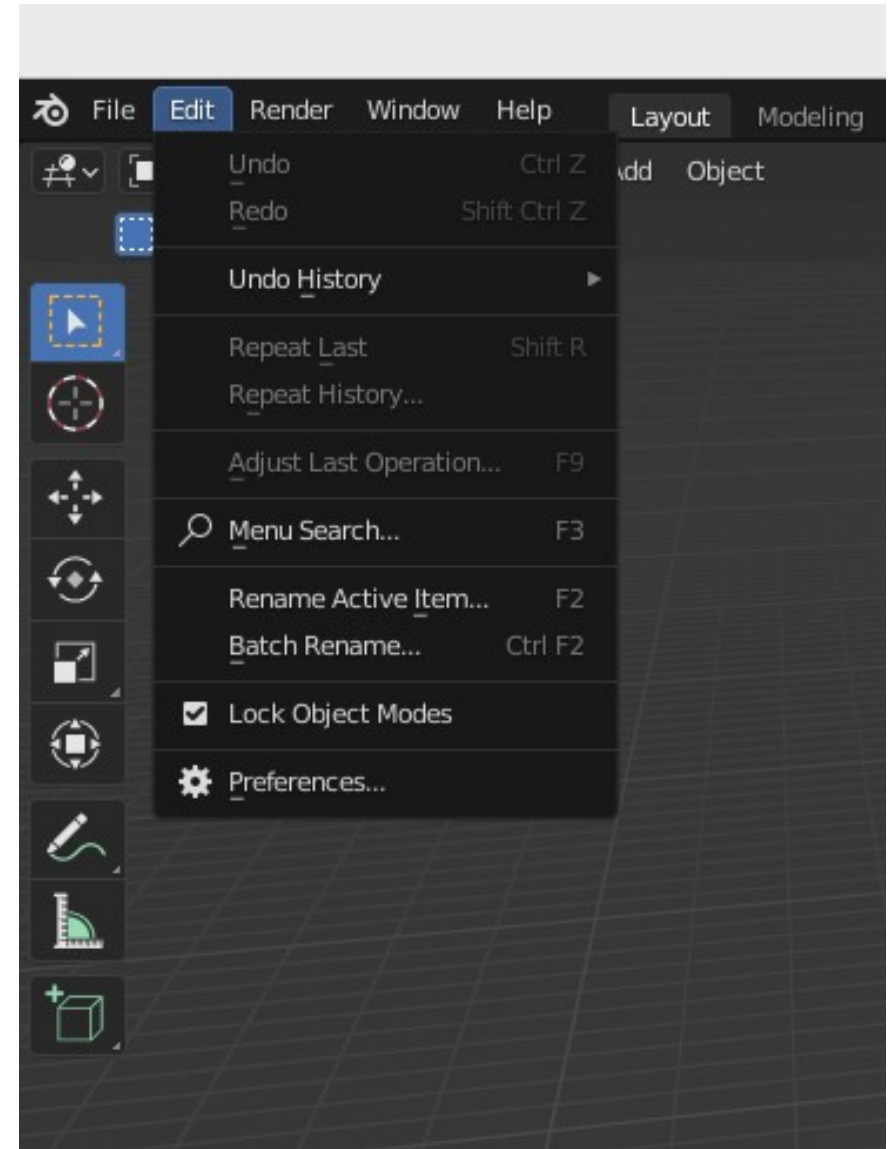 File Edit Render Window Help Layout Modeling
Object
Undo Ctrl Z
Redo Shift Ctrl Z
Undo History
Repeat Last Shift R
Repeat History...
Adjust Last Operation... F9
Menu Search... F3
Rename Active Item... F2
Batch Rename... Ctrl F2
Lock Object Modes
Preferences...